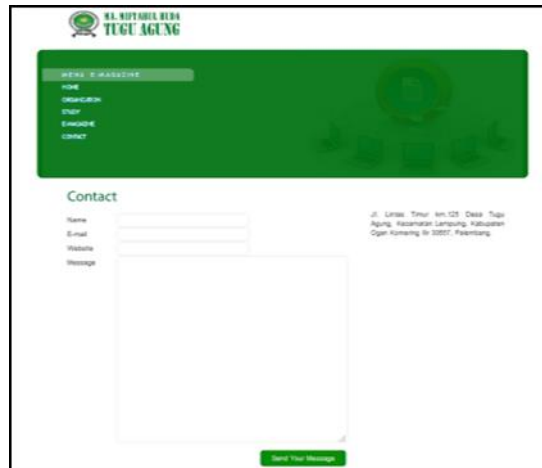 MA. MIFTAHUL HUDA
TUGU AGUNG
MENU E-MAGAZINE
HOME
ORGANIZATION
STUDY
E-MAGAZINE
CONTACT
Contact
Name
E-mail
Website
Message
Jl. Lintas Timur km.125 Desa Tugu
Agung, Kecamatan Lempuing, Kabupaten
Ogan Komering Ilir 30657, Palembang
Send Your Message